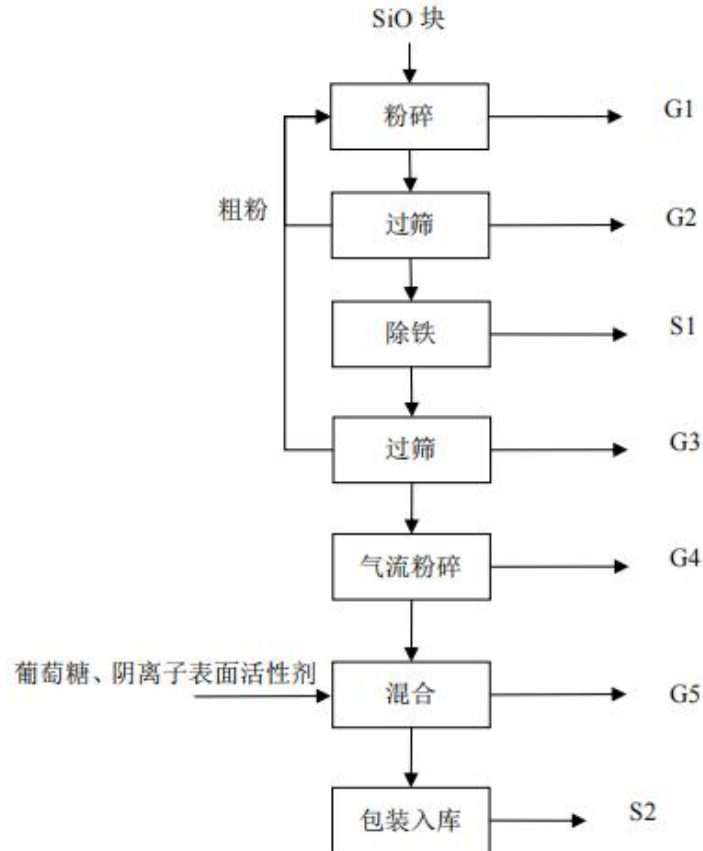 SiO 块
粉碎
G1
粗粉
过筛
G2
除铁
S1
过筛
G3
气流粉碎
G4
葡萄糖、阴离子表面活性剂
混合
G5
包装入库
S2